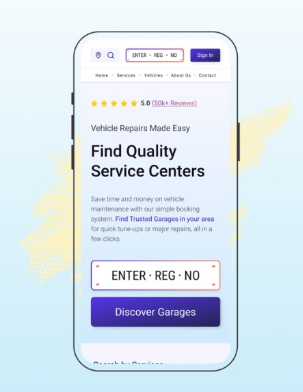 ENTER · REG · NO
Sign In
Home · Services · Vehicles · About Us · Contact
5.0 (50k+ Reviews)
Vehicle Repairs Made Easy
Find Quality
Service Centers
Save time and money on vehicle
maintenance with our simple booking
system. Find Trusted Garages in your area
for quick tune-ups or major repairs, all in a
few clicks.
ENTER · REG · NO
Discover Garages
Search by Services